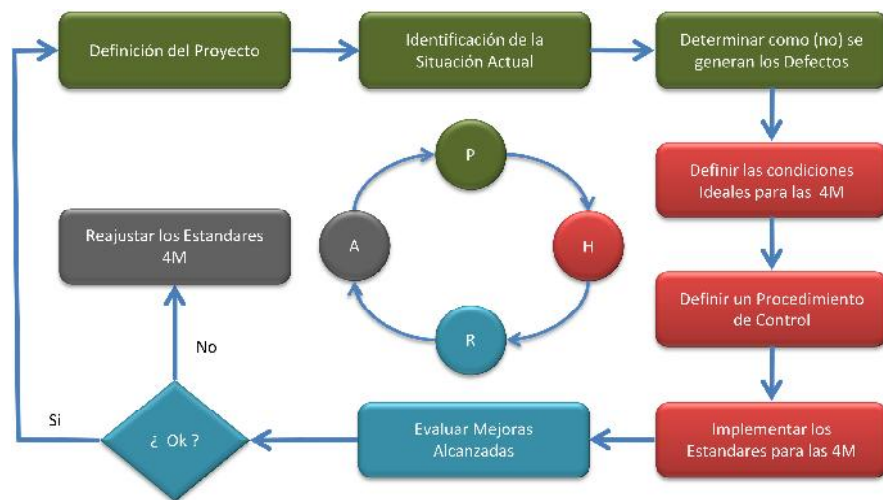 Definición del Proyecto
Identificación de la
Situación Actual
Determinar como (no) se
generan los Defectos
Definir las condiciones
Ideales para las 4M
Definir un Procedimiento
de Control
Implementar los
Estandares para las 4M
Evaluar Mejoras
Alcanzadas
¿ Ok ?
Si
No
Reajustar los Estandares
4M
P
H
R
A